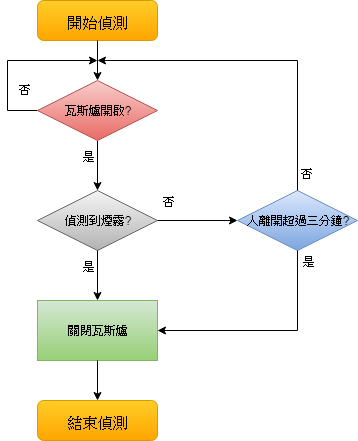 開始偵測
否
瓦斯爐開啟?
是
否
否
偵測到煙霧?
人離開超過三分鐘?
是
是
關閉瓦斯爐
結束偵測